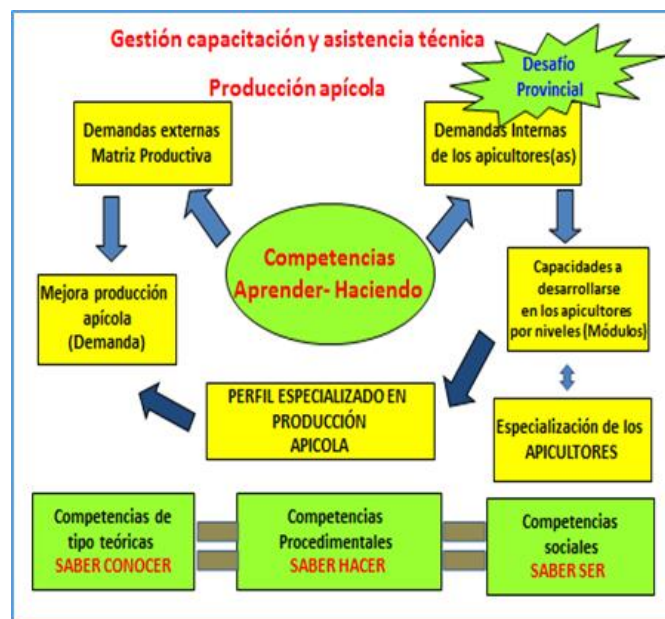 Gestión capacitación y asistencia técnica
Producción apícola
Desafío
Provincial
Demandas externas
Matriz Productiva
Demandas Internas
de los apicultores(as)
Competencias
Aprender- Haciendo
Mejora producción
apícola
(Demanda)
Capacidades a
desarrollarse
en los apicultores
por niveles (Módulos)
PERFIL ESPECIALIZADO EN
PRODUCCIÓN
APICOLA
Especialización de los
APICULTORES
Competencias de
tipo teóricas
SABER CONOCER
Competencias
Procedimentales
SABER HACER
Competencias
sociales
SABER SER